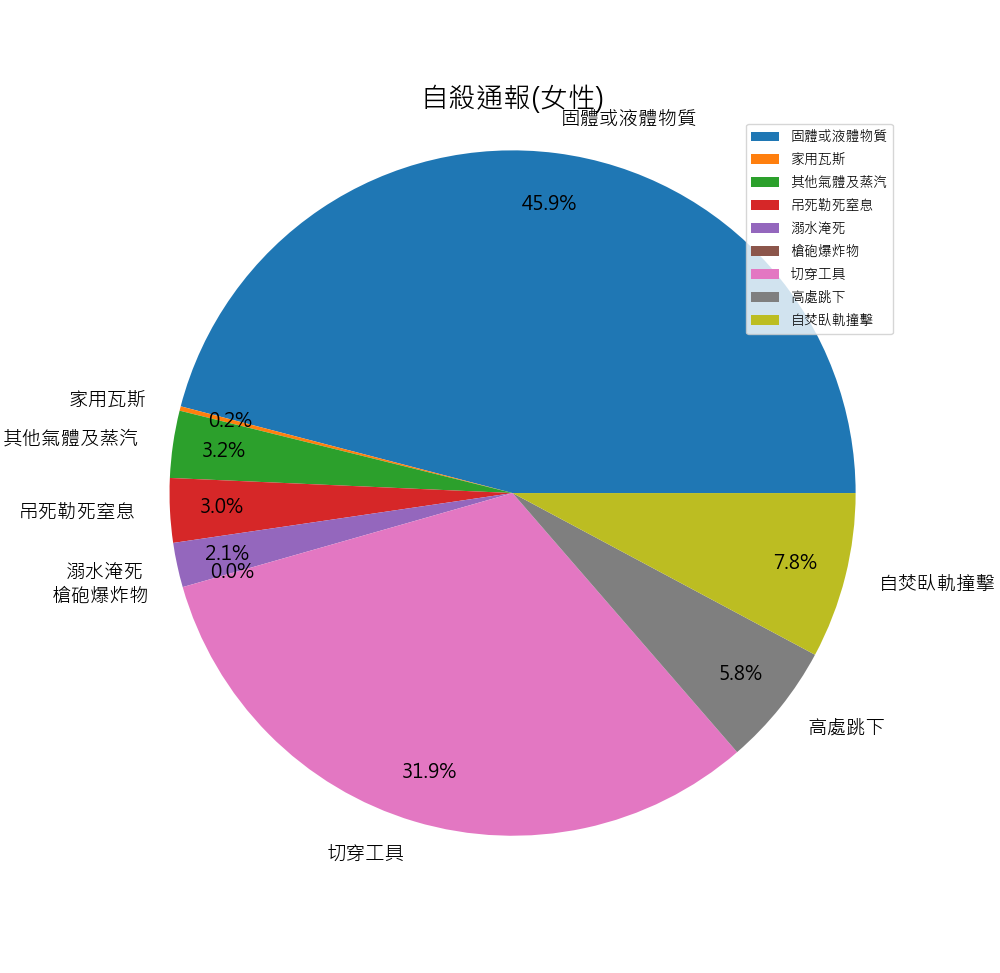 自殺通報(女性)
固體或液體物質
固體或液體物質
家用瓦斯
其他氣體及蒸汽
吊死勒死窒息
溺水淹死
槍砲爆炸物
切穿工具
高處跳下
自焚臥軌撞擊
45.9%
家用瓦斯
0.2%
其他氣體及蒸汽
3.2%
吊死勒死窒息
3.0%
溺水淹死
2.1%
槍砲爆炸物
0.0%
切穿工具
31.9%
高處跳下
5.8%
自焚臥軌撞擊
7.8%